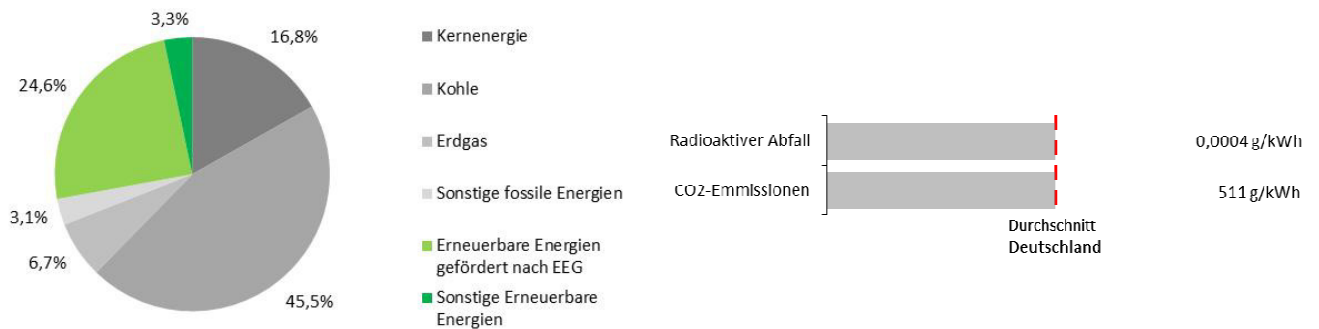 3,3%
16,8%
24,6%
3,1%
6,7%
45,5%
Kernenergie
Kohle
Erdgas
Sonstige fossile Energien
Erneuerbare Energien
gefördert nach EEG
Sonstige Erneuerbare
Energien
Radioaktiver Abfall
0,0004 g/kWh
CO2-Emmissionen
511 g/kWh
Durchschnitt
Deutschland